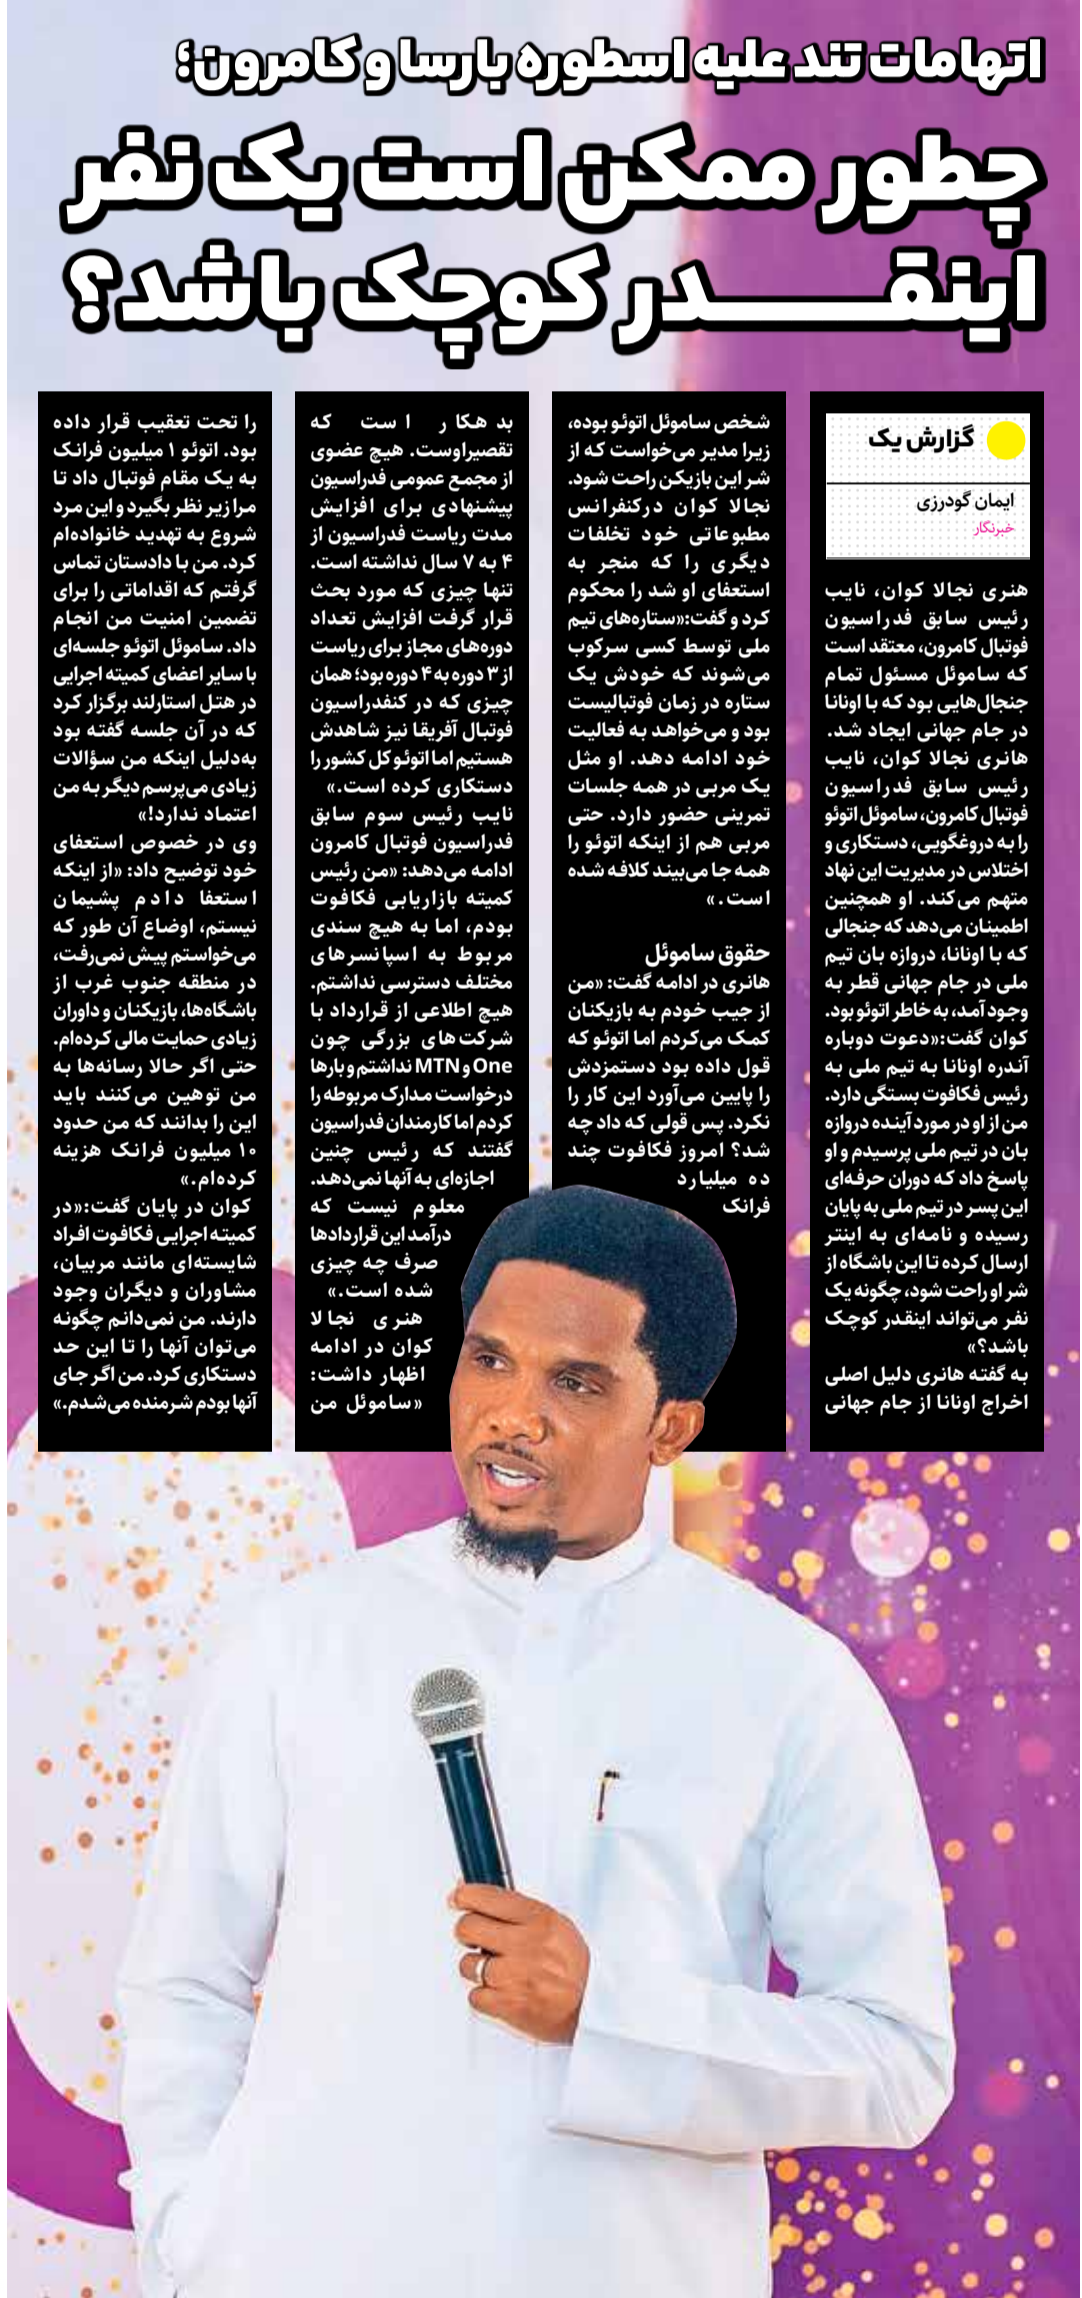 اتهامات تند علیه اسطوره بارسا و کامرون؛
چطور ممکن است یک نفر
اینقدر کوچک باشد؟
گزارش یک
ایمان گودرزی
خبرنگار
هنری نجالا کوان، نایب
رئیس سابق فدراسیون
فوتبال کامرون، معتقد است
که ساموئل مسئول تمام
جنجال‌هایی بود که با اونانا
در جام جهانی ایجاد شد.
هانری نجالا کوان، نایب
رئیس سابق فدراسیون
فوتبال کامرون، ساموئل اتوئو
را به دروغگویی، دستکاری و
اختلاس در مدیریت این نهاد
متهم می‌کند. او همچنین
اطمینان می‌دهد که جنجالی
که با اونانا، دروازه بان تیم
ملی در جام جهانی قطر به
وجود آمد، به خاطر اتوئو بود.
کوان گفت:«دعوت دوباره
آندره اونانا به تیم ملی به
رئیس فکافوت بستگی دارد.
من از او در مورد آینده دروازه
بان در تیم ملی پرسیدم و او
پاسخ داد که دوران حرفه‌ای
این پسر در تیم ملی به پایان
رسیده و نامه‌ای به اینتر
ارسال کرده تا این باشگاه از
شر او راحت شود، چگونه یک
نفر می‌تواند اینقدر کوچک
باشد؟»
به گفته هانری دلیل اصلی
اخراج اونانا از جام جهانی
شخص ساموئل اتوئو بوده،
زیرا مدیر می‌خواست که از
شر این بازیکن راحت شود.
نجالا کوان درکنفرانس
مطبوعاتی خود تخلفات
دیگری را که منجر به
استعفای او شد را محکوم
کرد و گفت:«ستاره‌های تیم
ملی توسط کسی سرکوب
می‌شوند که خودش یک
ستاره در زمان فوتبالیست
بود و می‌خواهد به فعالیت
خود ادامه دهد. او مثل
یک مربی در همه جلسات
تمرینی حضور دارد. حتی
مربی هم از اینکه اتوئو را
همه جا می‌بیند کلافه شده
است.»
حقوق ساموئل
هانری در ادامه گفت: «من
از جیب خودم به بازیکنان
کمک می‌کردم اما اتوئو که
قول داده بود دستمزدش
را پایین می‌آورد این کار را
نکرد. پس قولی که داد چه
شد؟ امروز فکافوت چند
ده میلیارد
فرانک
بدهکار است که
تقصیراوست. هیچ عضوی
از مجمع عمومی فدراسیون
پیشنهادی برای افزایش
مدت ریاست فدراسیون از
۴ به ۷ سال نداشته است.
تنها چیزی که مورد بحث
قرار گرفت افزایش تعداد
دوره‌های مجاز برای ریاست
از ۳ دوره به ۴ دوره بود؛ همان
چیزی که در کنفدراسیون
فوتبال آفریقا نیز شاهدش
هستیم اما اتوئو کل کشور را
دستکاری کرده است.»
نایب رئیس سوم سابق
فدراسیون فوتبال کامرون
ادامه می‌دهد: «من رئیس
کمیته بازاریابی فکافوت
بودم، اما به هیچ سندی
مربوط به اسپانسرهای
مختلف دسترسی نداشتم.
هیچ اطلاعی از قرارداد با
شرکت‌های بزرگی چون
One و MTN نداشتم و بارها
درخواست مدارک مربوطه را
کردم اما کارمندان فدراسیون
گفتند که رئیس چنین
اجازه‌ای به آنها نمی‌دهد.
معلوم نیست که
درآمد این قراردادها
صرف چه چیزی
شده است.»
هنری نجالا
کوان در ادامه
اظهار داشت:
«ساموئل من
را تحت تعقیب قرار داده
بود. اتوئو ۱ میلیون فرانک
به یک مقام فوتبال داد تا
مرا زیر نظر بگیرد و این مرد
شروع به تهدید خانواده‌ام
کرد. من با دادستان تماس
گرفتم که اقداماتی را برای
تضمین امنیت من انجام
داد. ساموئل اتوئو جلسه‌ای
با سایر اعضای کمیته اجرایی
در هتل استارلند برگزار کرد
که در آن جلسه گفته بود
به‌دلیل اینکه من سؤالات
زیادی می‌پرسم دیگر به من
اعتماد ندارد!»
وی در خصوص استعفای
خود توضیح داد: «از اینکه
استعفا دادم پشیمان
نیستم، اوضاع آن طور که
می‌خواستم پیش نمی‌رفت،
در منطقه جنوب غرب از
باشگاه‌ها، بازیکنان و داوران
زیادی حمایت مالی کرده‌ام.
حتی اگر حالا رسانه‌ها به
من توهین می‌کنند باید
این را بدانند که من حدود
۱۰ میلیون فرانک هزینه
کرده‌ام.»
کوان در پایان گفت:«در
کمیته اجرایی فکافوت افراد
شایسته‌ای مانند مربیان،
مشاوران و دیگران وجود
دارند. من نمی‌دانم چگونه
می‌توان آنها را تا این حد
دستکاری کرد. من اگر جای
آنها بودم شرمنده می‌شدم.»